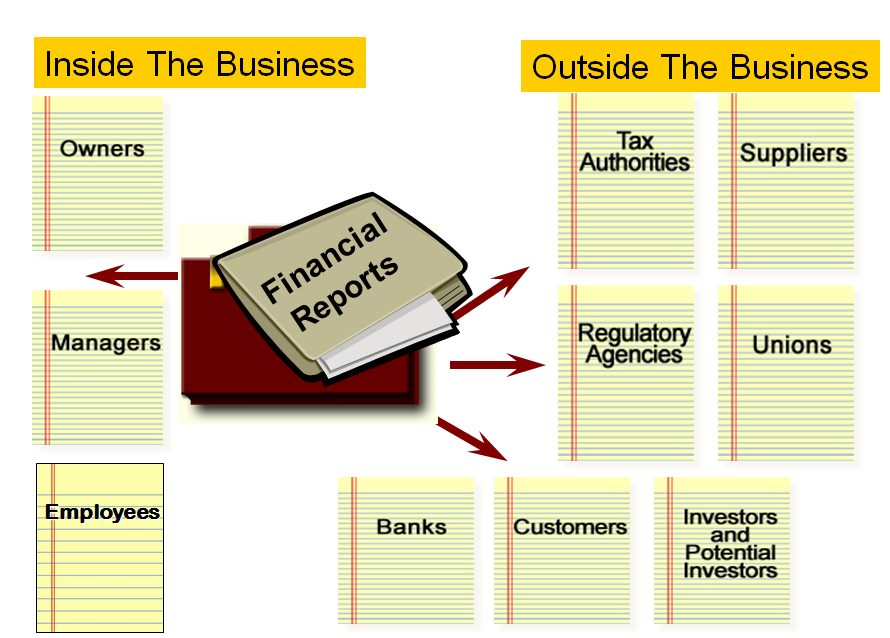 Inside The Business
Outside The Business
Owners
Managers
Employees
Financial
Reports
Tax
Authorities
Suppliers
Regulatory
Agencies
Unions
Banks
Customers
Investors
and
Potential
Investors